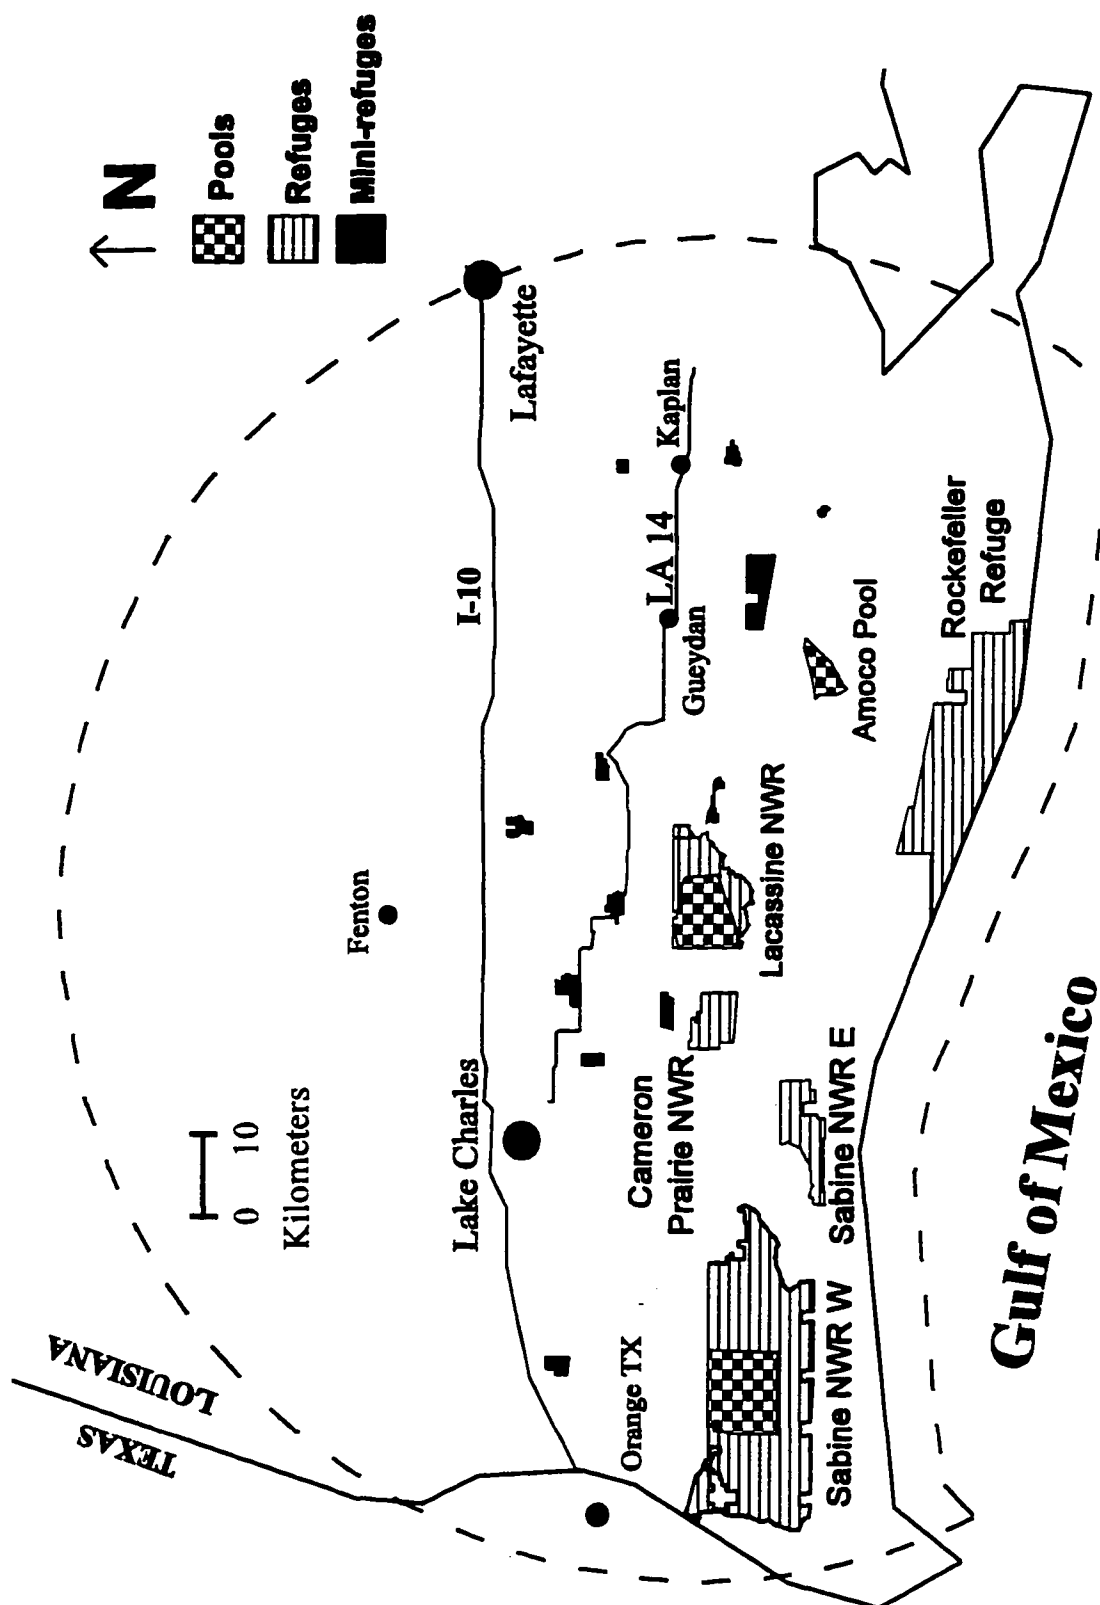 TEXAS
LOUISIANA
0 10
Kilometers
N
Pools
Refuges
Mini-refuges
Fenton
Lake Charles
I-10
Lafayette
Orange TX
LA 14
Gueydan
Kaplan
Cameron
Prairie NWR
Lacassine NWR
Amoco Pool
Sabine NWR W
Sabine NWR E
Rockefeller
Refuge
Gulf of Mexico